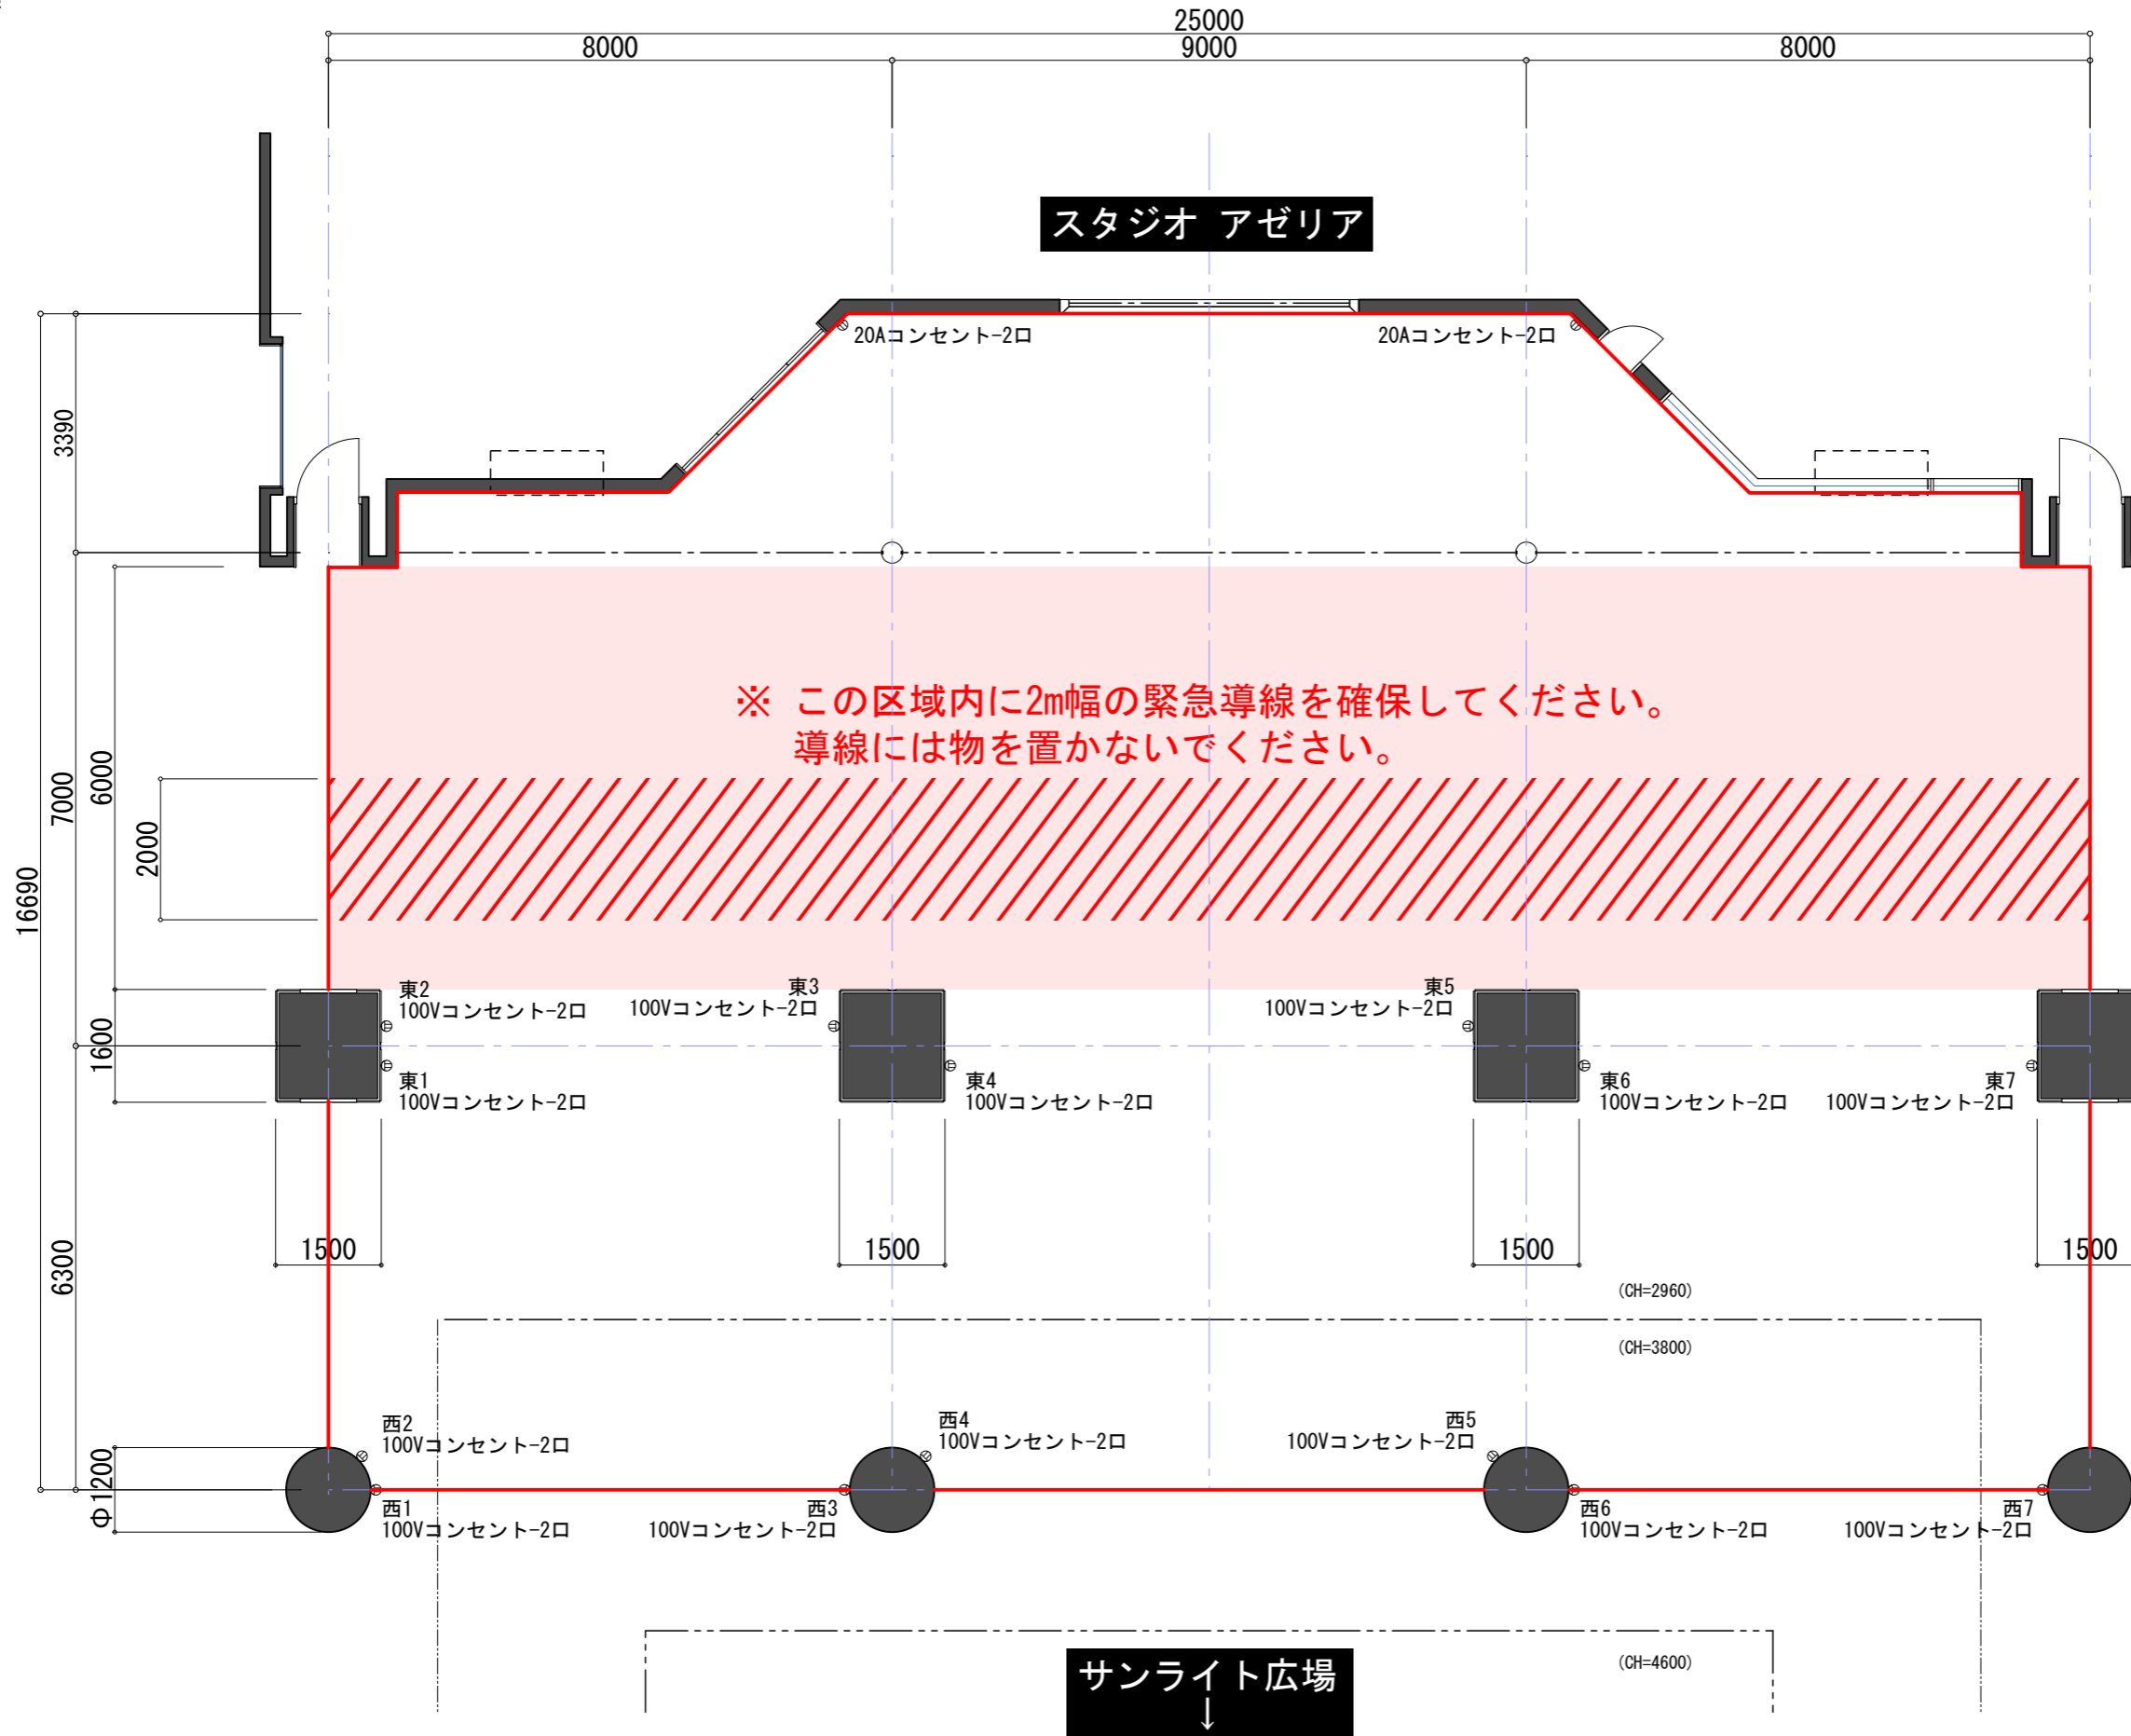 25000
8000
9000
8000
スタジオ アゼリア
20Aコンセント-2口
20Aコンセント-2口
3390
※ この区域内に2m幅の緊急導線を確保してください。
導線には物を置かないでください。
6000
7000
2000
16690
東2
100Vコンセント-2口
東3
100Vコンセント-2口
東5
100Vコンセント-2口
1600
東1
100Vコンセント-2口
東4
100Vコンセント-2口
東6
100Vコンセント-2口
東7
100Vコンセント-2口
6300
1500
1500
1500
1500
(CH=2960)
(CH=3800)
西2
100Vコンセント-2口
西4
100Vコンセント-2口
西5
100Vコンセント-2口
Φ1200
西1
100Vコンセント-2口
西3
100Vコンセント-2口
西6
100Vコンセント-2口
西7
100Vコンセント-2口
(CH=4600)
サンライト広場
↓